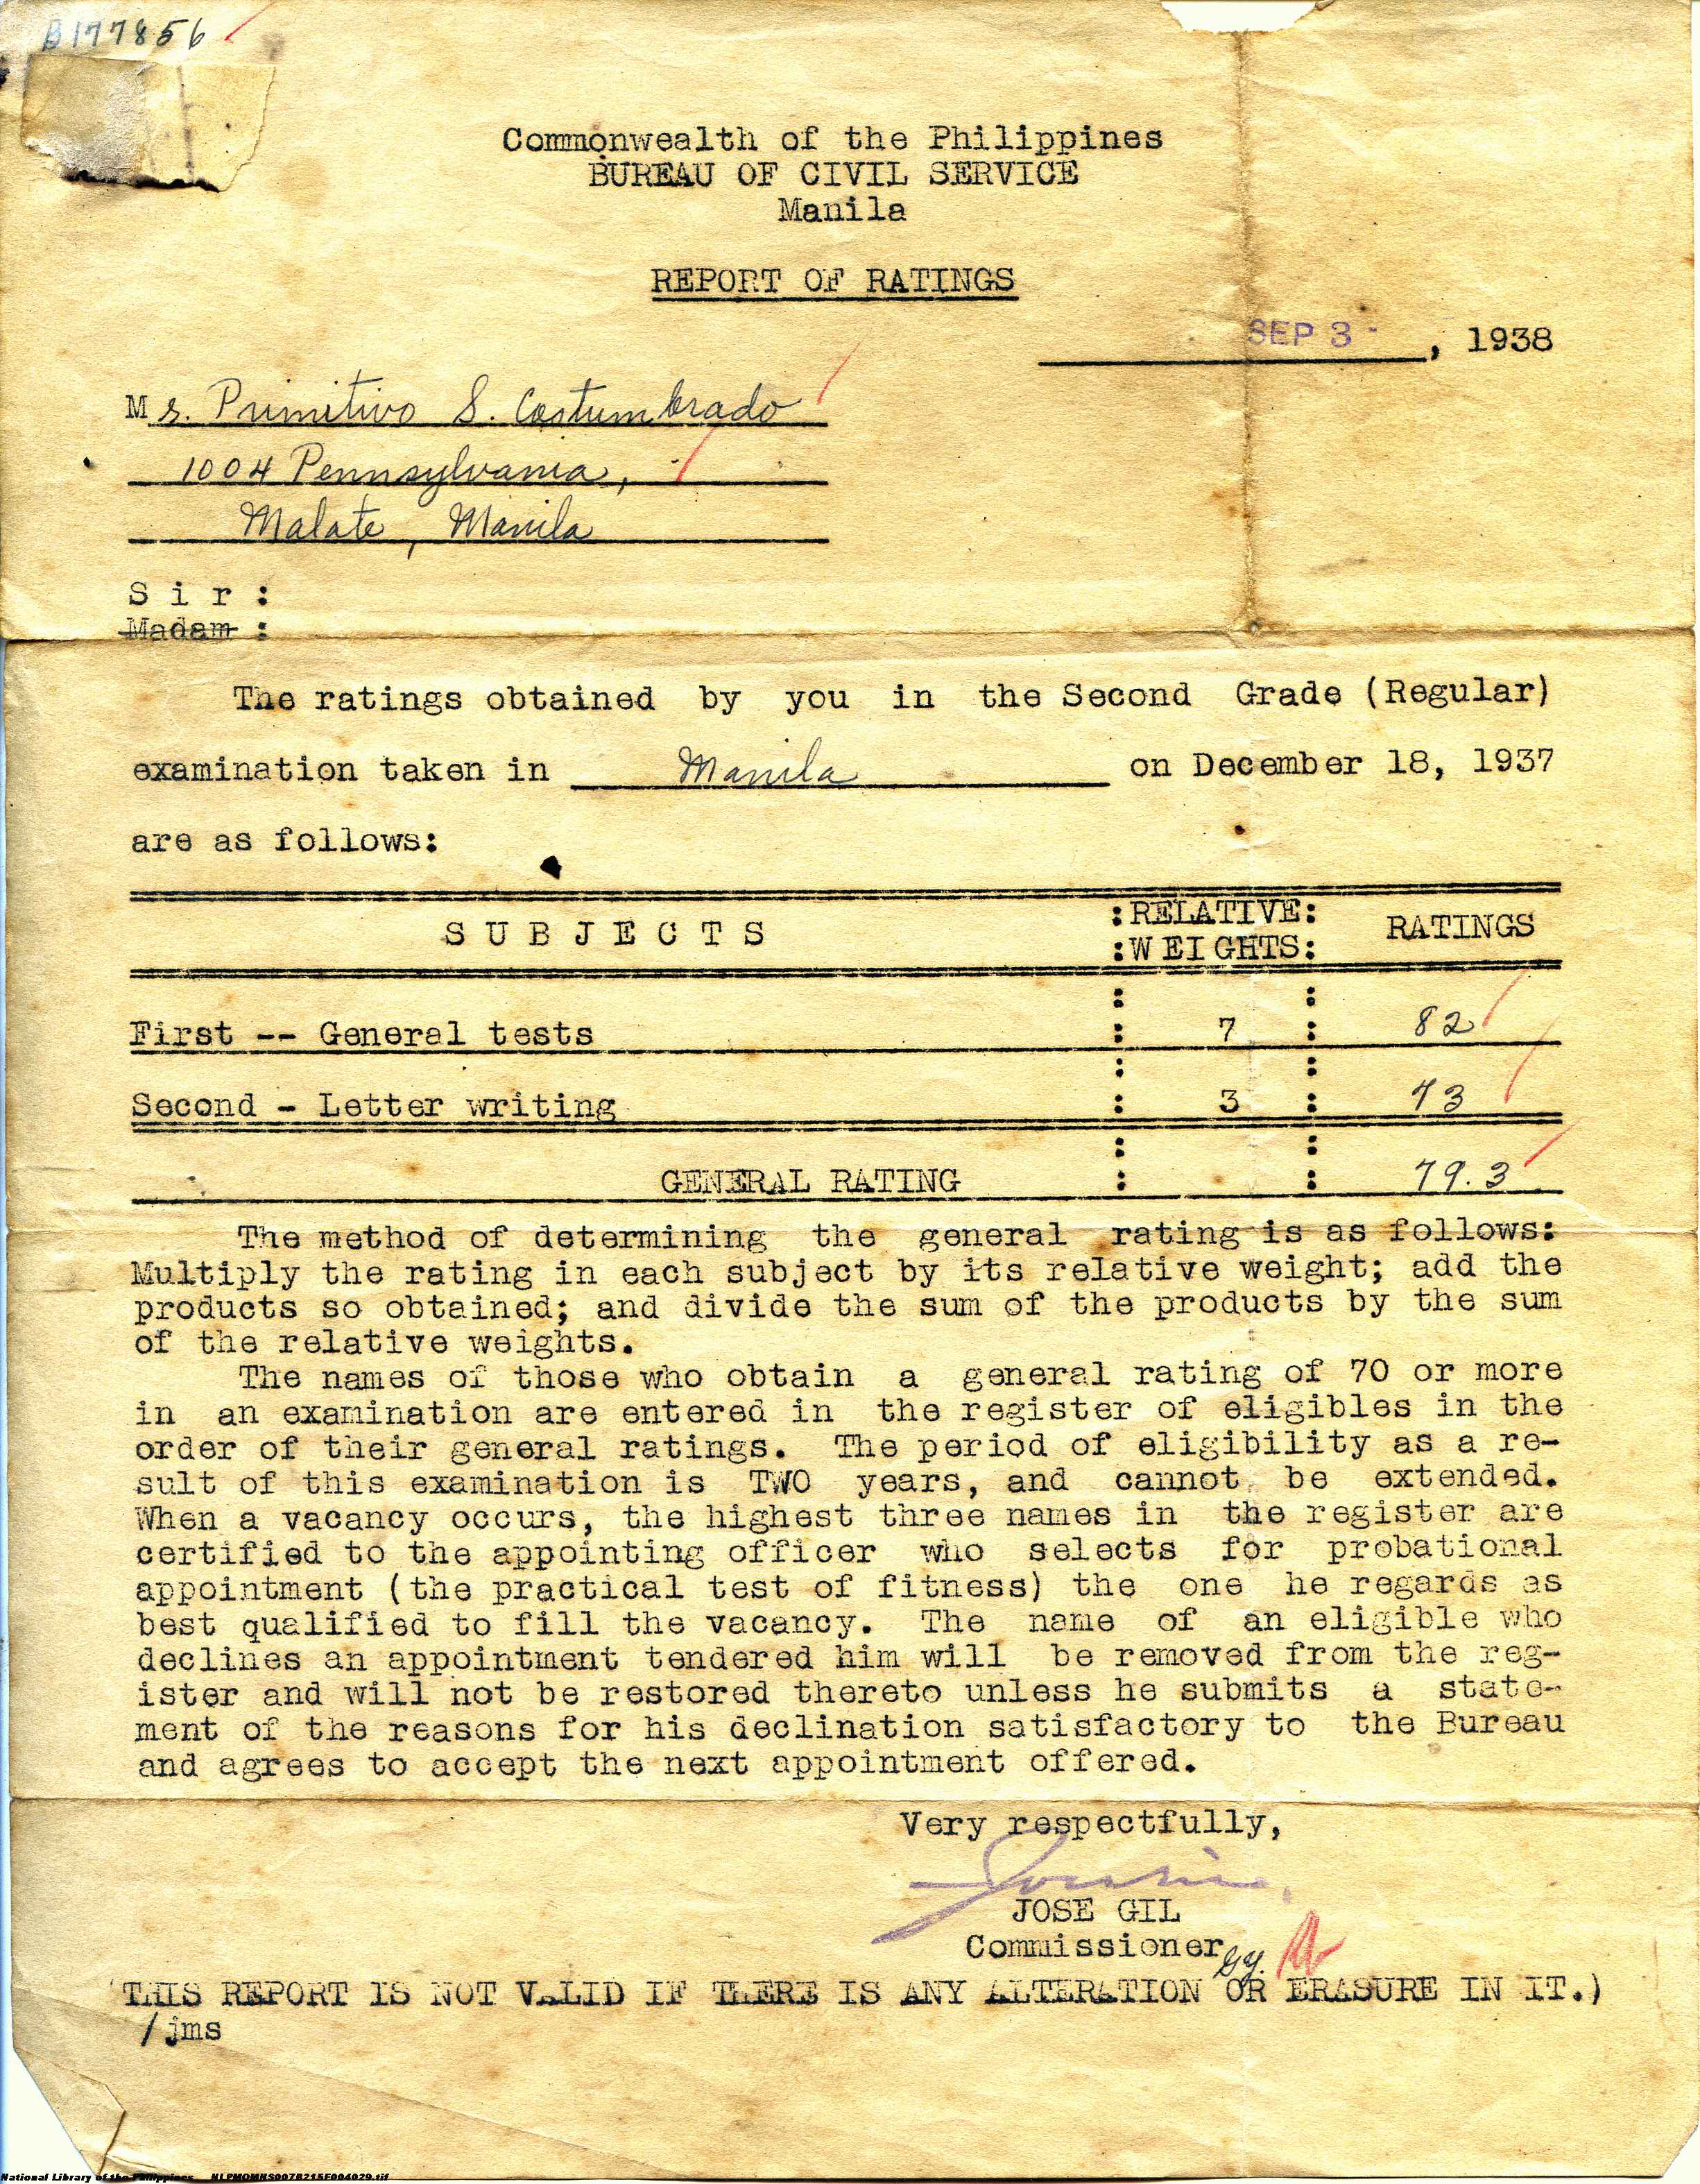 B177856
Commonwealth of the Philippines
BUREAU OF CIVIL SERVICE
Manila
REPORT OF RATINGS
SEP 3 - , 1938
Mr. Primitivo S. Costumbrado
1004 Pennsylvania,
Malate, Manila
Sir:
Madam:
The ratings obtained by you in the Second Grade (Regular)
examination taken in Manila on December 18, 1937
are as follows:
SUBJECTS :RELATIVE: RATINGS
:WEIGHTS:
First -- General tests : 7 : 82
Second - Letter writing : 3 : 73
GENERAL RATING : : 79.3
The method of determining the general rating is as follows:
Multiply the rating in each subject by its relative weight; add the
products so obtained; and divide the sum of the products by the sum
of the relative weights.
The names of those who obtain a general rating of 70 or more
in an examination are entered in the register of eligibles in the
order of their general ratings. The period of eligibility as a re-
sult of this examination is TWO years, and cannot be extended.
When a vacancy occurs, the highest three names in the register are
certified to the appointing officer who selects for probational
appointment (the practical test of fitness) the one he regards as
best qualified to fill the vacancy. The name of an eligible who
declines an appointment tendered him will be removed from the reg-
ister and will not be restored thereto unless he submits a state-
ment of the reasons for his declination satisfactory to the Bureau
and agrees to accept the next appointment offered.
Very respectfully,
JOSE GIL
Commissioner
THIS REPORT IS NOT VALID IF THERE IS ANY ALTERATION OR ERASURE IN IT.)
/jms
National Library of the Philippines NLPMOMNS007B215F004029.tif